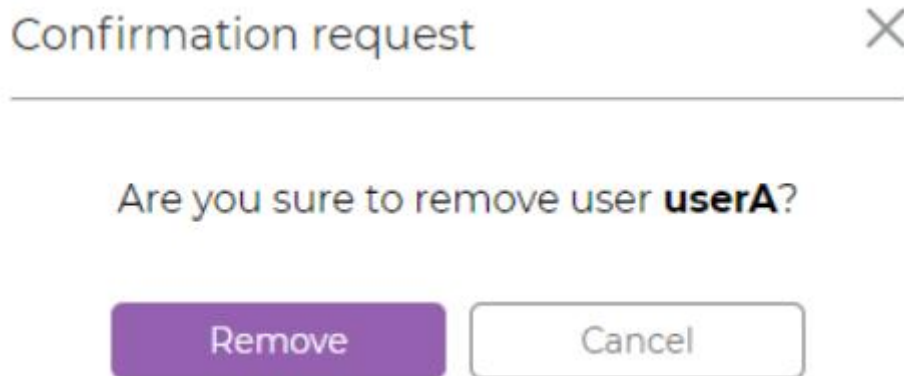 Confirmation request
Are you sure to remove user userA?
Remove
Cancel